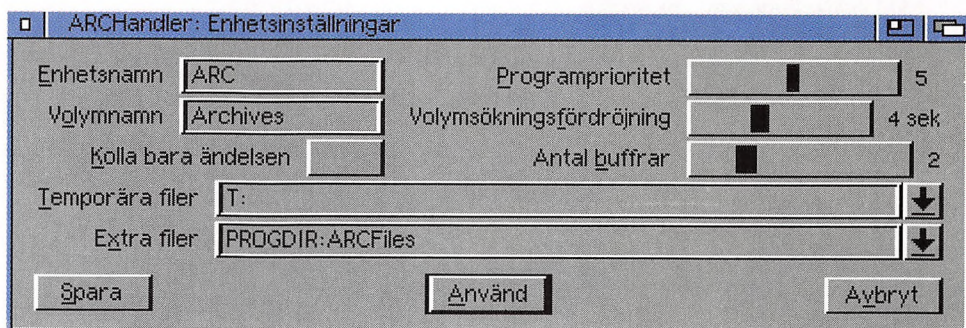 ARCHandler: Enhetsinställningar
Enhetsnamn ARC Programprioritet 5
Volymnamn Archives Volymsökningsfördröjning 4 sek
Kolla bara ändelsen Antal buffrar 2
Temporära filer T:
Extra filer PROGDIR:ARCFiles
Spara Använd Avbryt